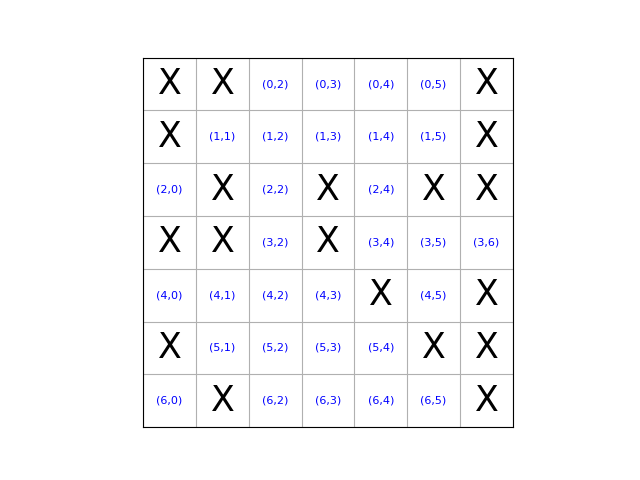 X X (0,2) (0,3) (0,4) (0,5) X
X (1,1) (1,2) (1,3) (1,4) (1,5) X
(2,0) X (2,2) X (2,4) X X
X X (3,2) X (3,4) (3,5) (3,6)
(4,0) (4,1) (4,2) (4,3) X (4,5) X
X (5,1) (5,2) (5,3) (5,4) X X
(6,0) X (6,2) (6,3) (6,4) (6,5) X